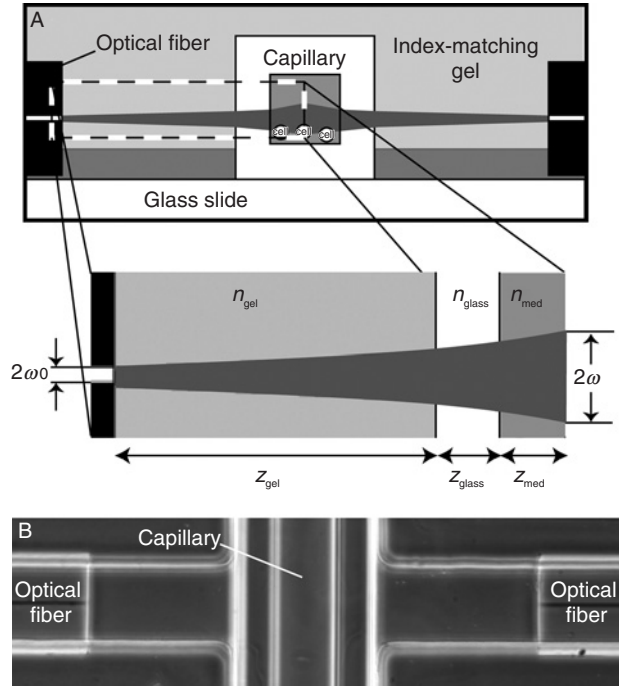 A
Optical fiber
Capillary
Index-matching
gel
cell cell cell
Glass slide
n_gel
n_glass
n_med
2ω0
2ω
z_gel
z_glass
z_med
B
Capillary
Optical
fiber
Optical
fiber